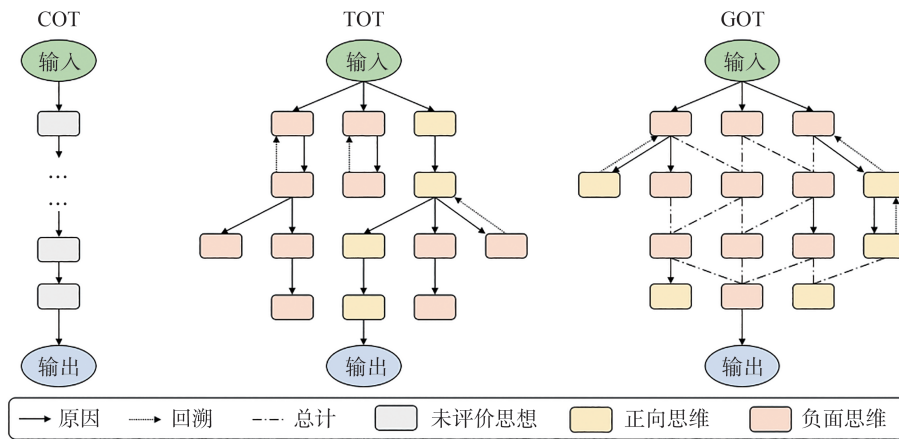 COT
TOT
GOT
输入
输入
输入
...
...
输出
输出
输出
原因
回溯
总计
未评价思想
正向思维
负面思维